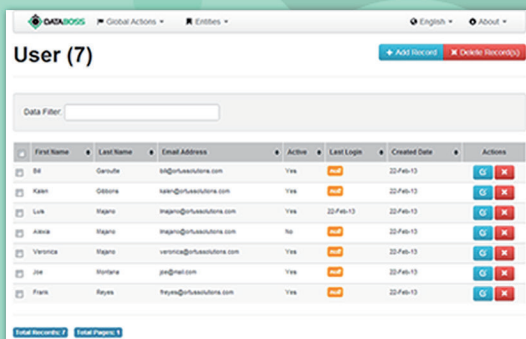 DATABOSS Global Actions Entities English About
User (7)
Add Record Delete Record(s)
Data Filter:
First Name Last Name Email Address Active Last Login Created Date Actions
Bill Garoutte bill@ortussolutions.com Yes null 22-Feb-13
Kalen Gibbons kalen@ortussolutions.com Yes null 22-Feb-13
Luis Majano lmajano@ortussolutions.com Yes 22-Feb-13 22-Feb-13
Alexia Majano lmajano@ortussolutions.com No null 22-Feb-13
Veronica Majano veronica@ortussolutions.com Yes null 22-Feb-13
Joe Montana joe@mail.com Yes null 22-Feb-13
Frank Reyes freyes@ortussolutions.com Yes null 22-Feb-13
Total Records: 7 Total Pages: 1